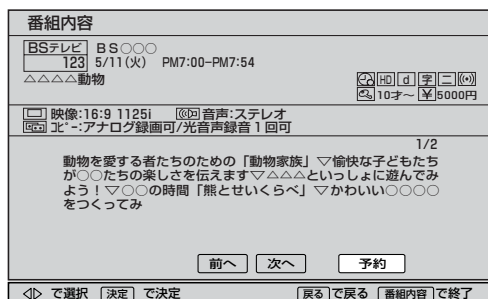 番組内容
BSテレビ BS○○○
123 5/11(火) PM7:00-PM7:54
△△△△動物
HD d 字 二
10才～ ¥ 5000円
映像:16:9 1125i 音声:ステレオ
コピー:アナログ録画可/光音声録音1回可
1/2
動物を愛する者たちのための「動物家族」▽愉快な子どもたち
が○○たちの楽しさを伝えます▽△△△といっしょに遊んでみ
よう！▽○○の時間「熊とせいくらべ」▽かわいい○○○○
をつくってみ
前へ 次へ 予約
で選択 決定 で決定 戻る で戻る 番組内容 で終了